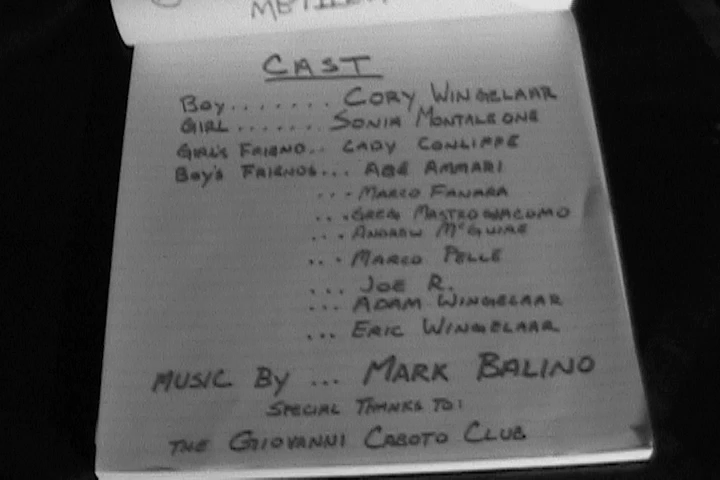 CAST
Boy....... CORY WINGELAAR
GIRL....... SONIA MONTALEONE
GIRL'S FRIEND.. CADY CONLIFFE
BOY'S FRIENDS... ABE AMMARI
... MARCO FANARA
... GREG MASTROGIACOMO
... ANDREW McGUIRE
... MARCO PELLE
... JOE R.
... ADAM WINGELAAR
... ERIC WINGELAAR
MUSIC BY ... MARK BALINO
SPECIAL THANKS TO:
THE GIOVANNI CABOTO CLUB